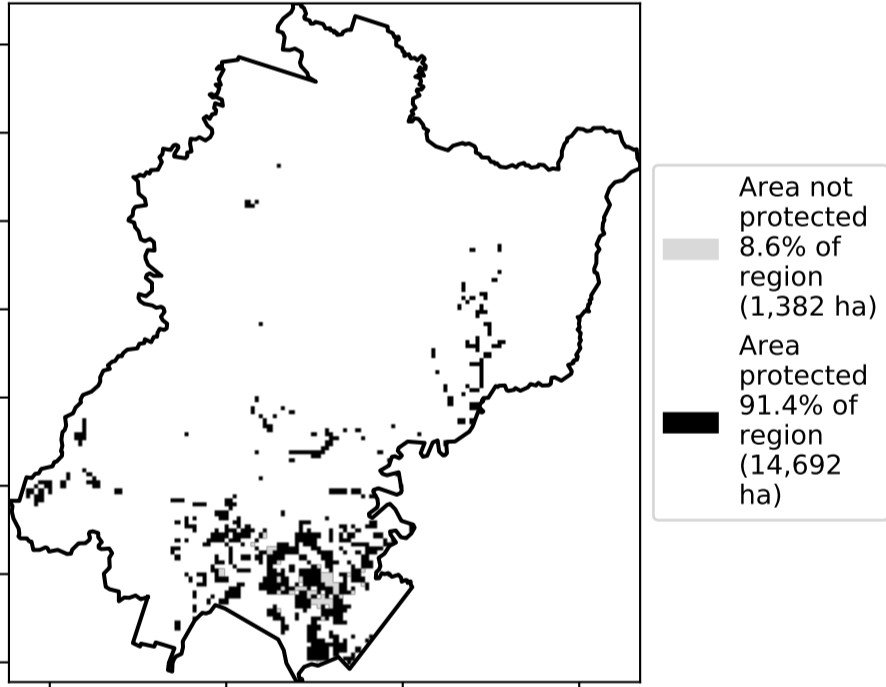 Area not
protected
8.6% of
region
(1,382 ha)
Area
protected
91.4% of
region
(14,692
ha)